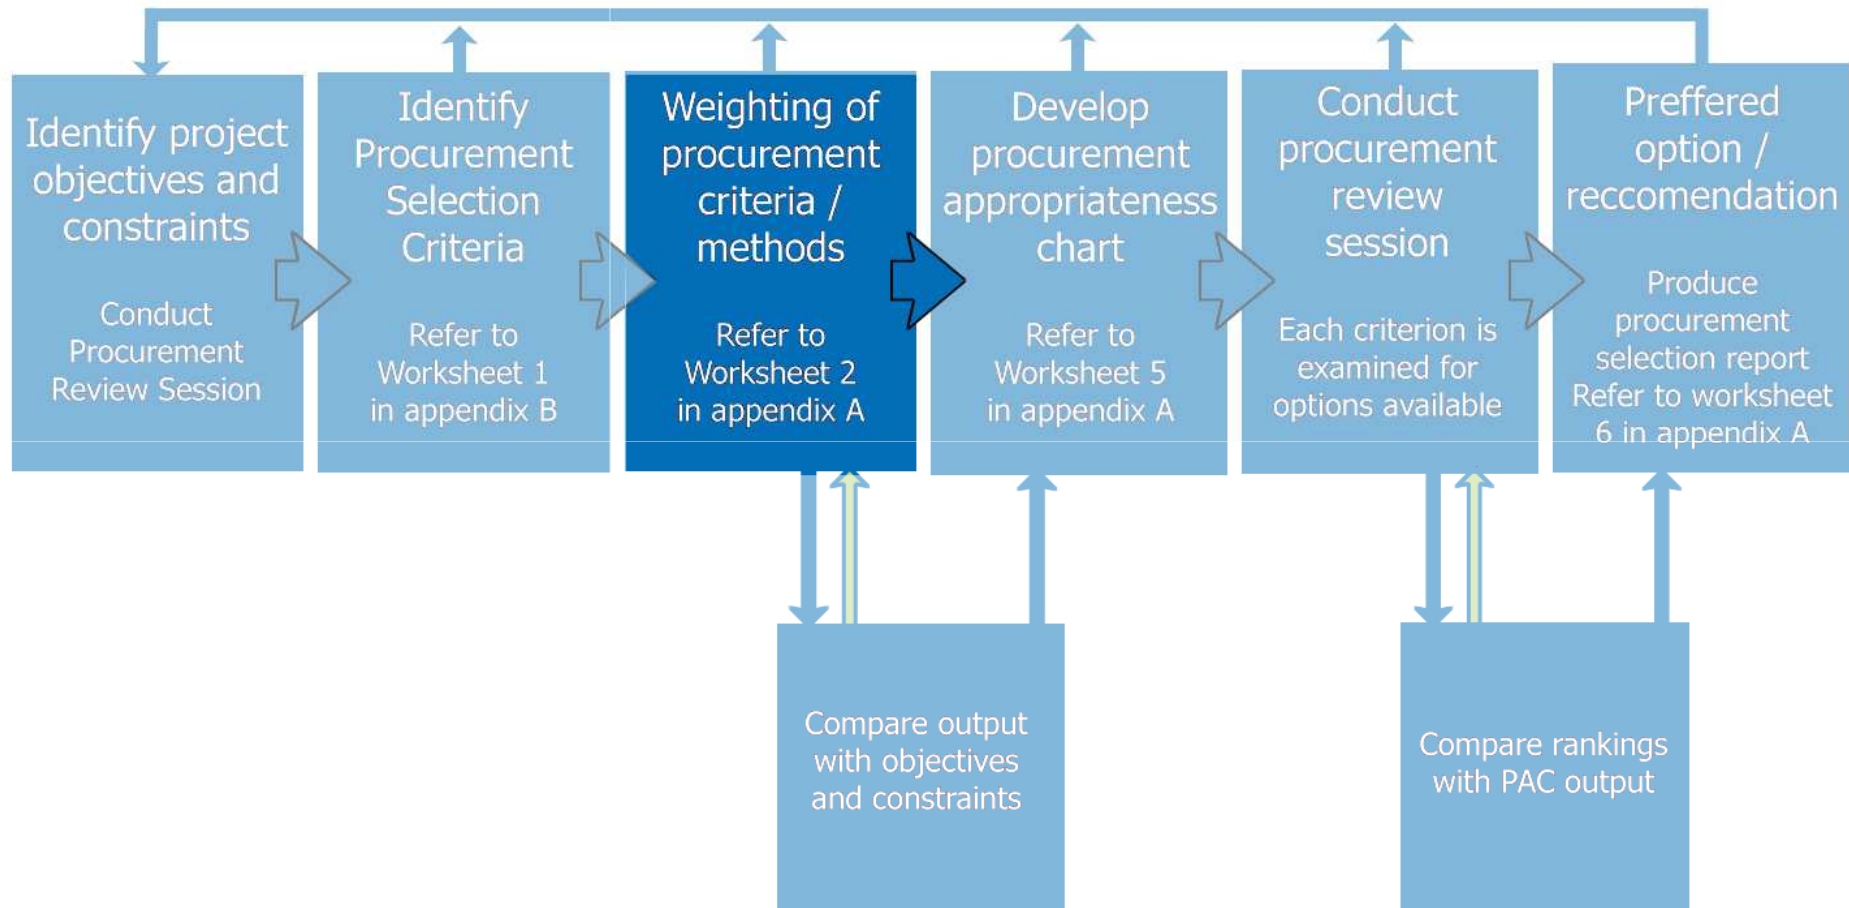 Identify project
objectives and
constraints
Conduct
Procurement
Review Session
Identify
Procurement
Selection
Criteria
Refer to
Worksheet 1
in appendix B
Weighting of
procurement
criteria /
methods
Refer to
Worksheet 2
in appendix A
Develop
procurement
appropriateness
chart
Refer to
Worksheet 5
in appendix A
Conduct
procurement
review
session
Each criterion is
examined for
options available
Preffered
option /
reccomendation
Produce
procurement
selection report
Refer to worksheet
6 in appendix A
Compare output
with objectives
and constraints
Compare rankings
with PAC output